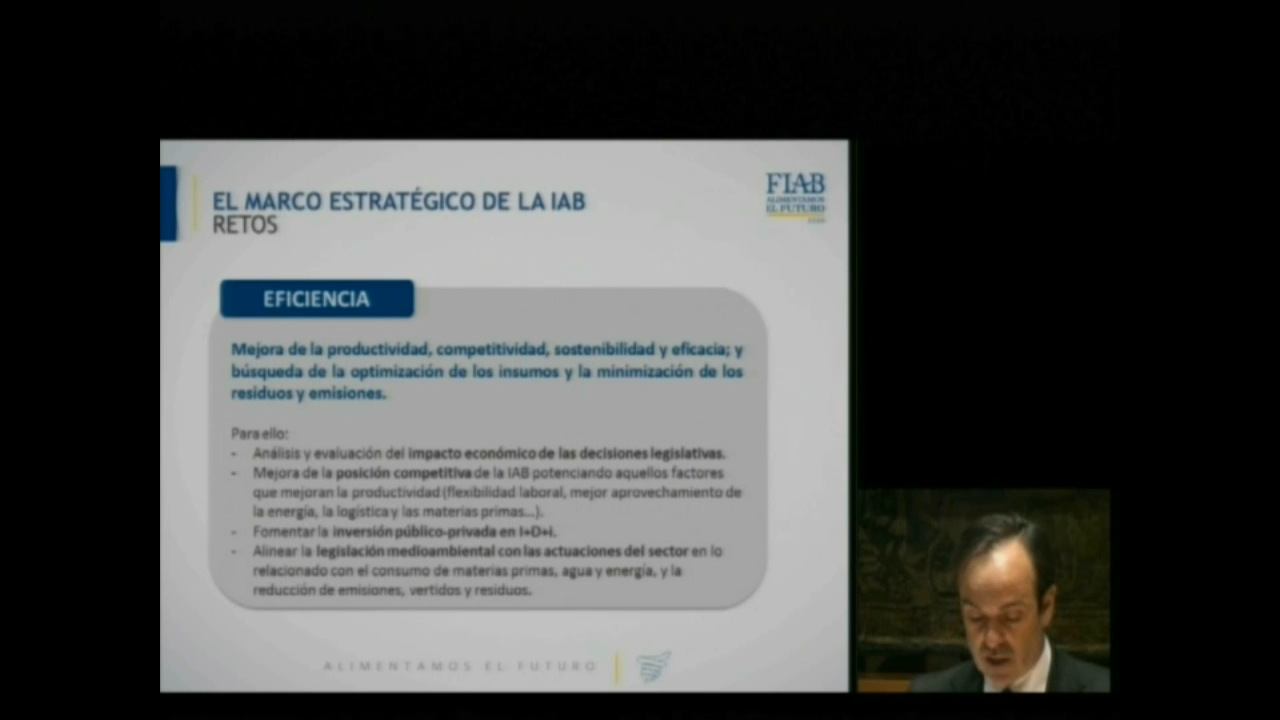 EL MARCO ESTRATÉGICO DE LA IAB
RETOS
FIAB
ALIMENTAMOS
EL FUTURO
EFICIENCIA
Mejora de la productividad, competitividad, sostenibilidad y eficacia; y
búsqueda de la optimización de los insumos y la minimización de los
residuos y emisiones.
Para ello:
- Análisis y evaluación del impacto económico de las decisiones legislativas.
- Mejora de la posición competitiva de la IAB potenciando aquellos factores
que mejoran la productividad (flexibilidad laboral, mejor aprovechamiento de
la energía, la logística y las materias primas...).
- Fomentar la inversión público-privada en I+D+i.
- Alinear la legislación medioambiental con las actuaciones del sector en lo
relacionado con el consumo de materias primas, agua y energía, y la
reducción de emisiones, vertidos y residuos.
ALIMENTAMOS EL FUTURO